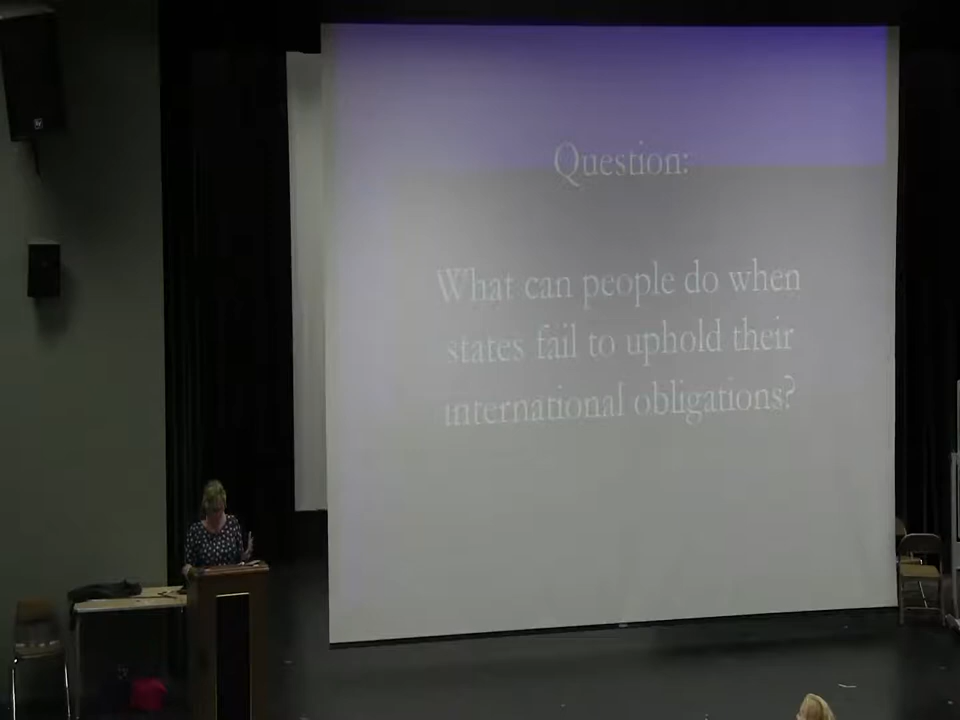 Question:
What can people do when
states fail to uphold their
international obligations?